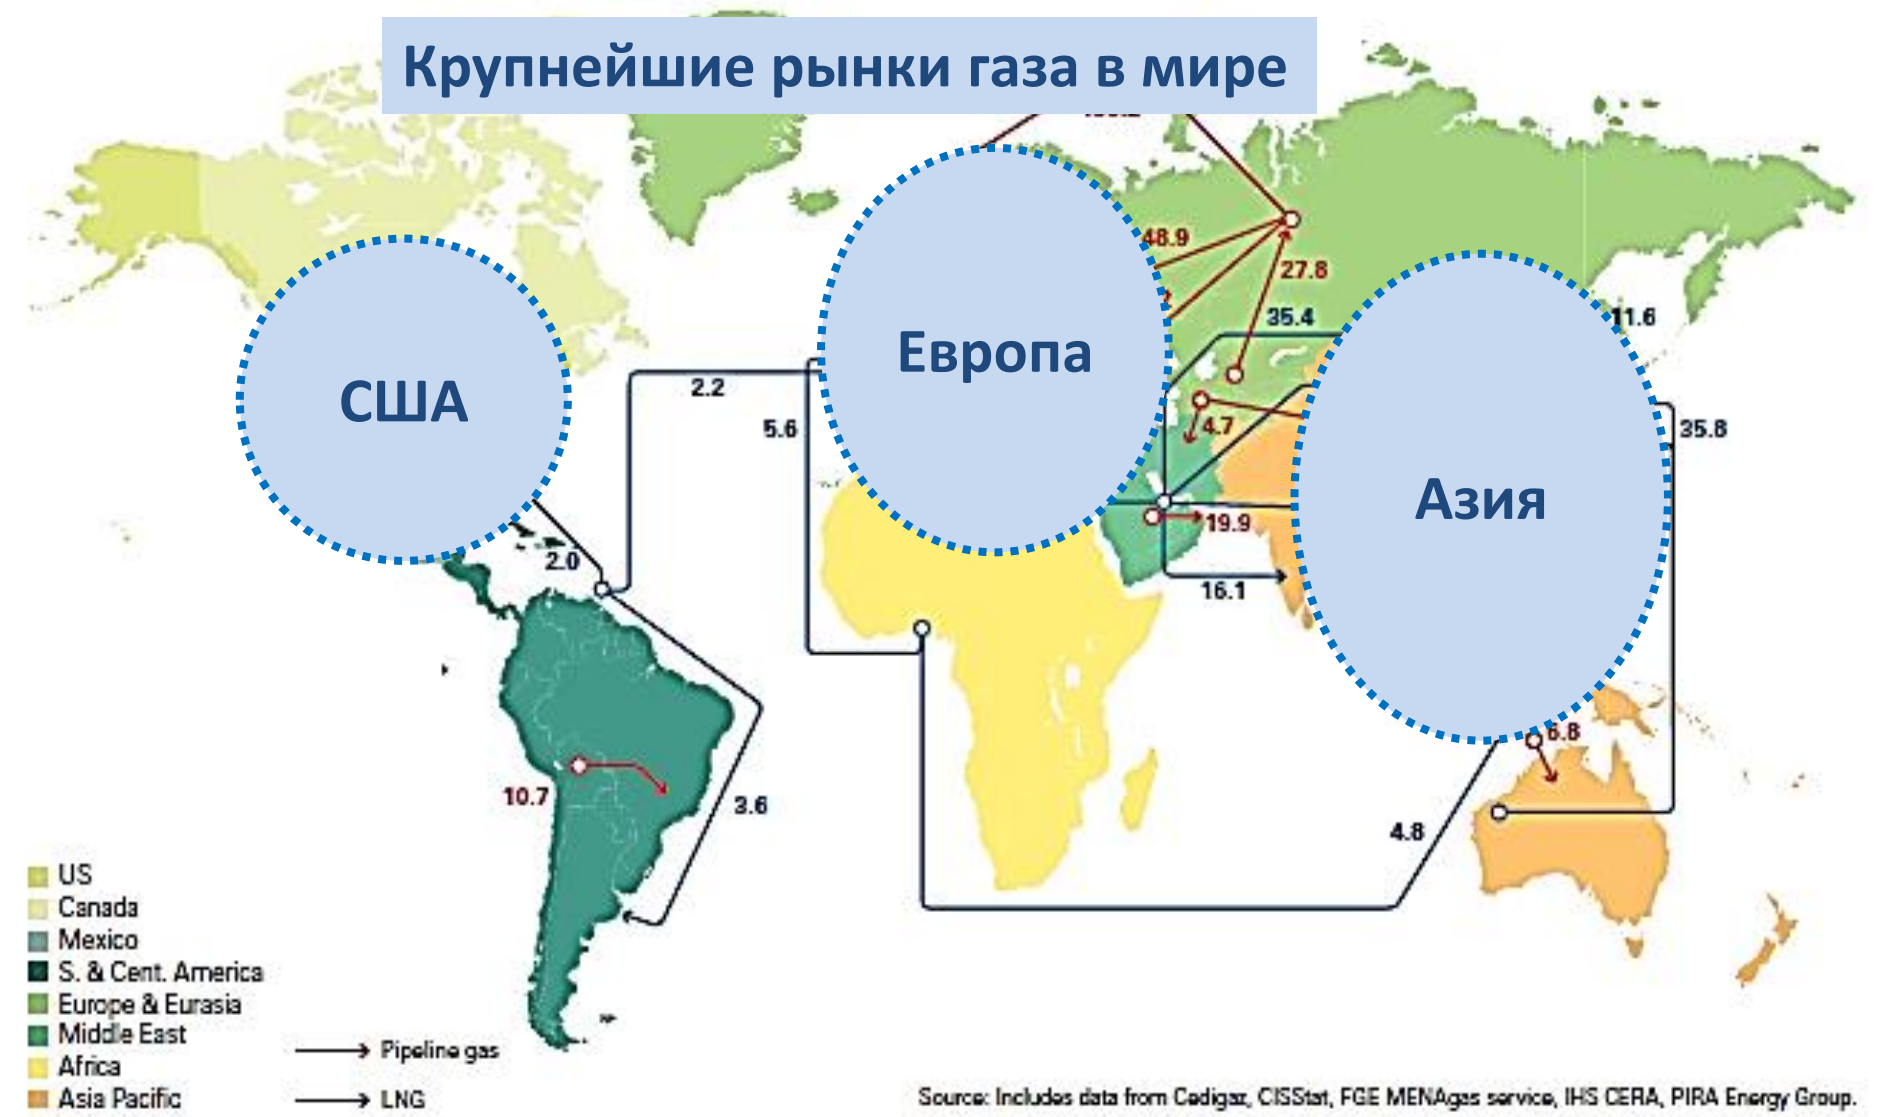 Крупнейшие рынки газа в мире
48.9
27.8
35.4
11.6
США
Европа
Азия
2.2
5.6
4.7
35.8
19.9
2.0
16.1
6.8
10.7
3.6
4.8
US
Canada
Mexico
S. & Cent. America
Europe & Eurasia
Middle East
Africa
Asia Pacific
Pipeline gas
LNG
Source: Includes data from Cedigaz, CISStat, FGE MENAgas service, IHS CERA, PIRA Energy Group.